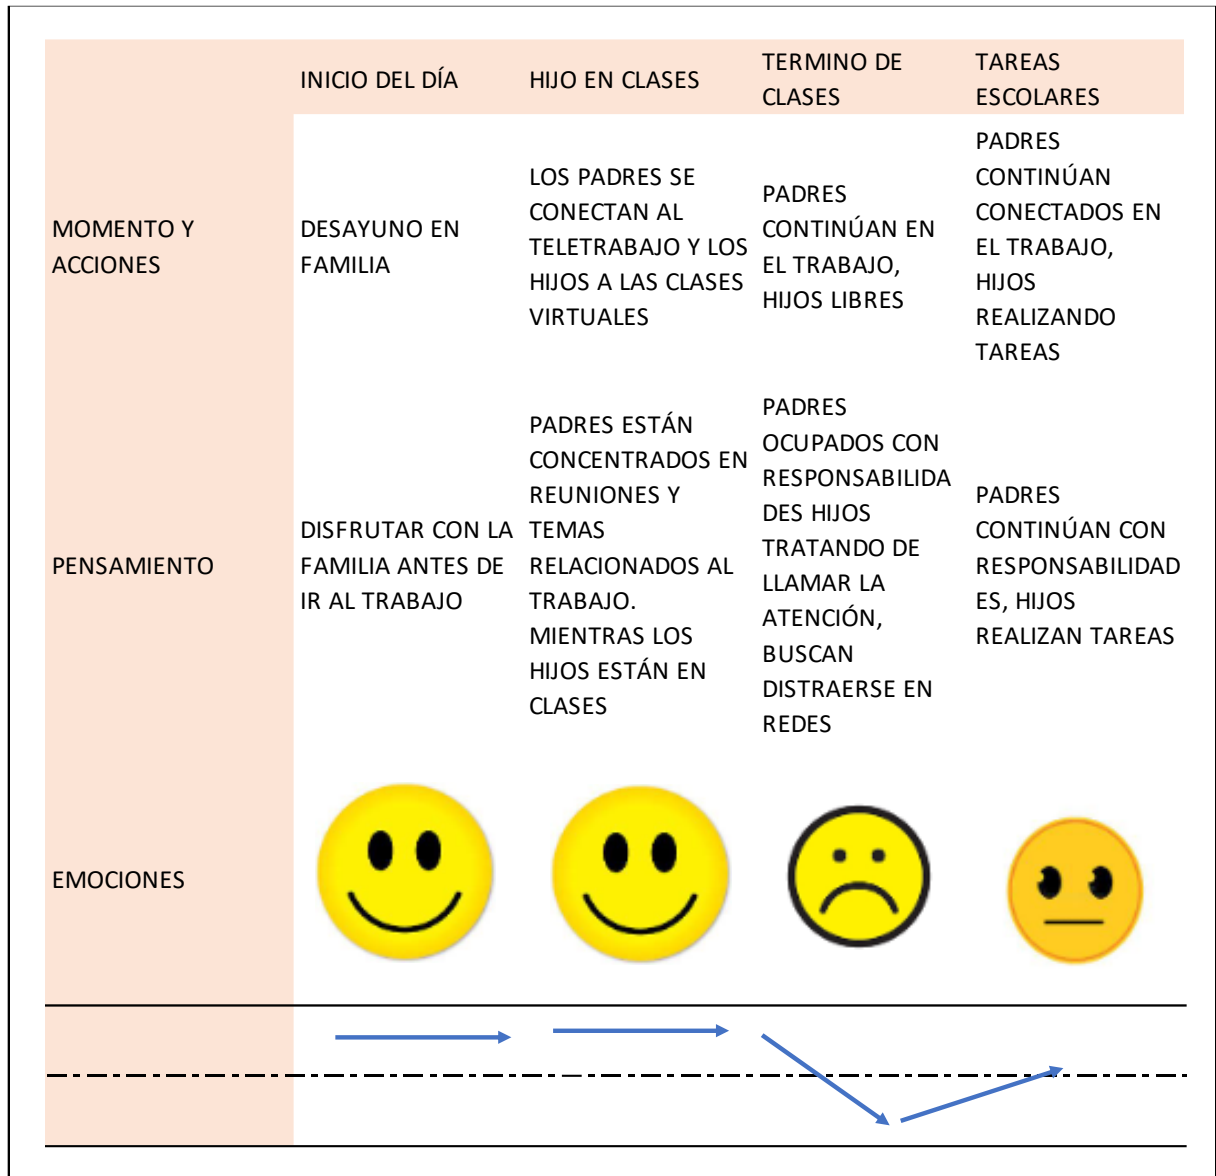 INICIO DEL DÍA
HIJO EN CLASES
TERMINO DE
CLASES
TAREAS
ESCOLARES
MOMENTO Y
ACCIONES
DESAYUNO EN
FAMILIA
LOS PADRES SE
CONECTAN AL
TELETRABAJO Y LOS
HIJOS A LAS CLASES
VIRTUALES
PADRES
CONTINÚAN EN
EL TRABAJO,
HIJOS LIBRES
PADRES
CONTINÚAN
CONECTADOS EN
EL TRABAJO,
HIJOS
REALIZANDO
TAREAS
PENSAMIENTO
DISFRUTAR CON LA
FAMILIA ANTES DE
IR AL TRABAJO
PADRES ESTÁN
CONCENTRADOS EN
REUNIONES Y
TEMAS
RELACIONADOS AL
TRABAJO.
MIENTRAS LOS
HIJOS ESTÁN EN
CLASES
PADRES
OCUPADOS CON
RESPONSABILIDA
DES HIJOS
TRATANDO DE
LLAMAR LA
ATENCIÓN,
BUSCAN
DISTRAERSE EN
REDES
PADRES
CONTINÚAN CON
RESPONSABILIDAD
ES, HIJOS
REALIZAN TAREAS
EMOCIONES